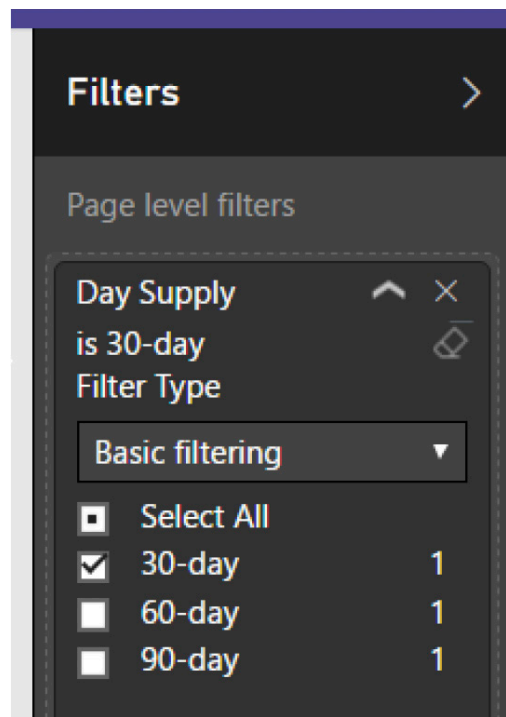 Filters
Page level filters
Day Supply
is 30-day
Filter Type
Basic filtering
Select All
30-day 1
60-day 1
90-day 1